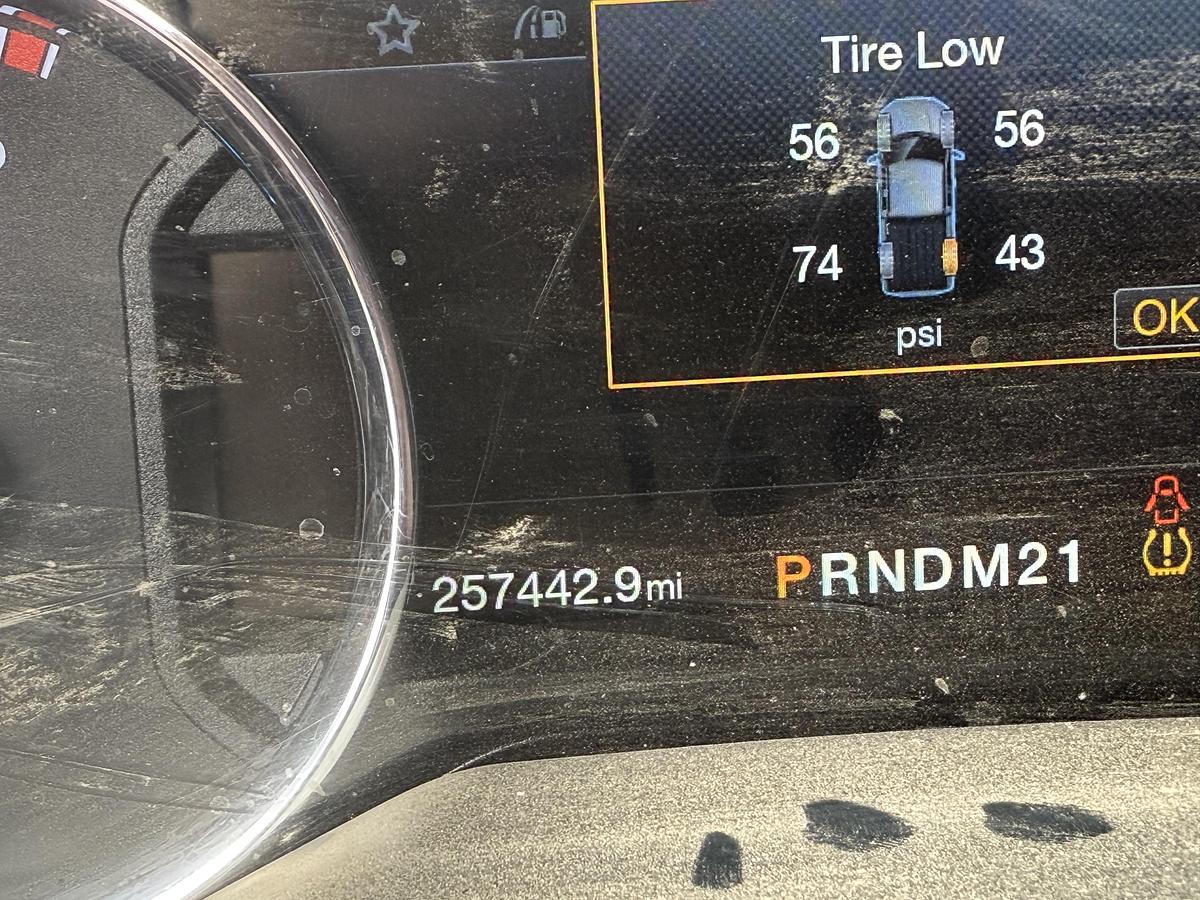 Tire Low
56 56
74 43
psi
OK
257442.9mi
PRNDM21